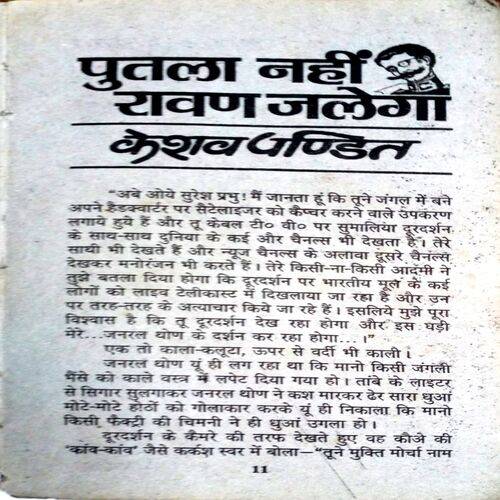 पुतला नहीं
रावण जलेगा
केशव पण्डित
"अबे ओये सुरेश प्रभु! मैं जानता हूं कि तूने जंगल में बने
अपने हैडक्वार्टर पर सैटेलाइजर को कैप्चर करने वाले उपकरण
लगाये हुये हैं और तू केबल टी० वी० पर सुमालिया दूरदर्शन
के साथ-साथ दुनिया के कई और चैनल्स भी देखता है। तेरे
साथी भी देखते हैं और न्यूज चैनल्स के अलावा दूसरे चैनल्स
देखकर मनोरंजन भी करते हैं। तेरे किसी-ना-किसी आदमी ने
तुझे बतला दिया होगा कि दूरदर्शन पर भारतीय मूल के कई
लोगों को लाइव टेलीकास्ट में दिखलाया जा रहा है और उन
पर तरह-तरह के अत्याचार किये जा रहे हैं। इसलिये मुझे पूरा
विश्वास है कि तू दूरदर्शन देख रहा होगा और इस घड़ी
मेरे...जनरल थोण के दर्शन कर रहा होगा...।"
एक तो काला-कलूटा, ऊपर से वर्दी भी काली।
जनरल थोण यूं ही लग रहा था कि मानो किसी जंगली
भैंसे को काले वस्त्र में लपेट दिया गया हो। तांबे के लाइटर
से सिगार सुलगाकर जनरल थोण ने कश मारकर ढेर सारा धुआं
मोटे-मोटे होठों को गोलाकार करके यूं ही निकाला कि मानो
किसी फैक्ट्री की चिमनी ने ही धुआं उगला हो।
दूरदर्शन के कैमरे की तरफ देखते हुए वह कौअे की
'कांव-कांव' जैसे कर्कश स्वर में बोला—"तूने मुक्ति मोर्चा नाम
11